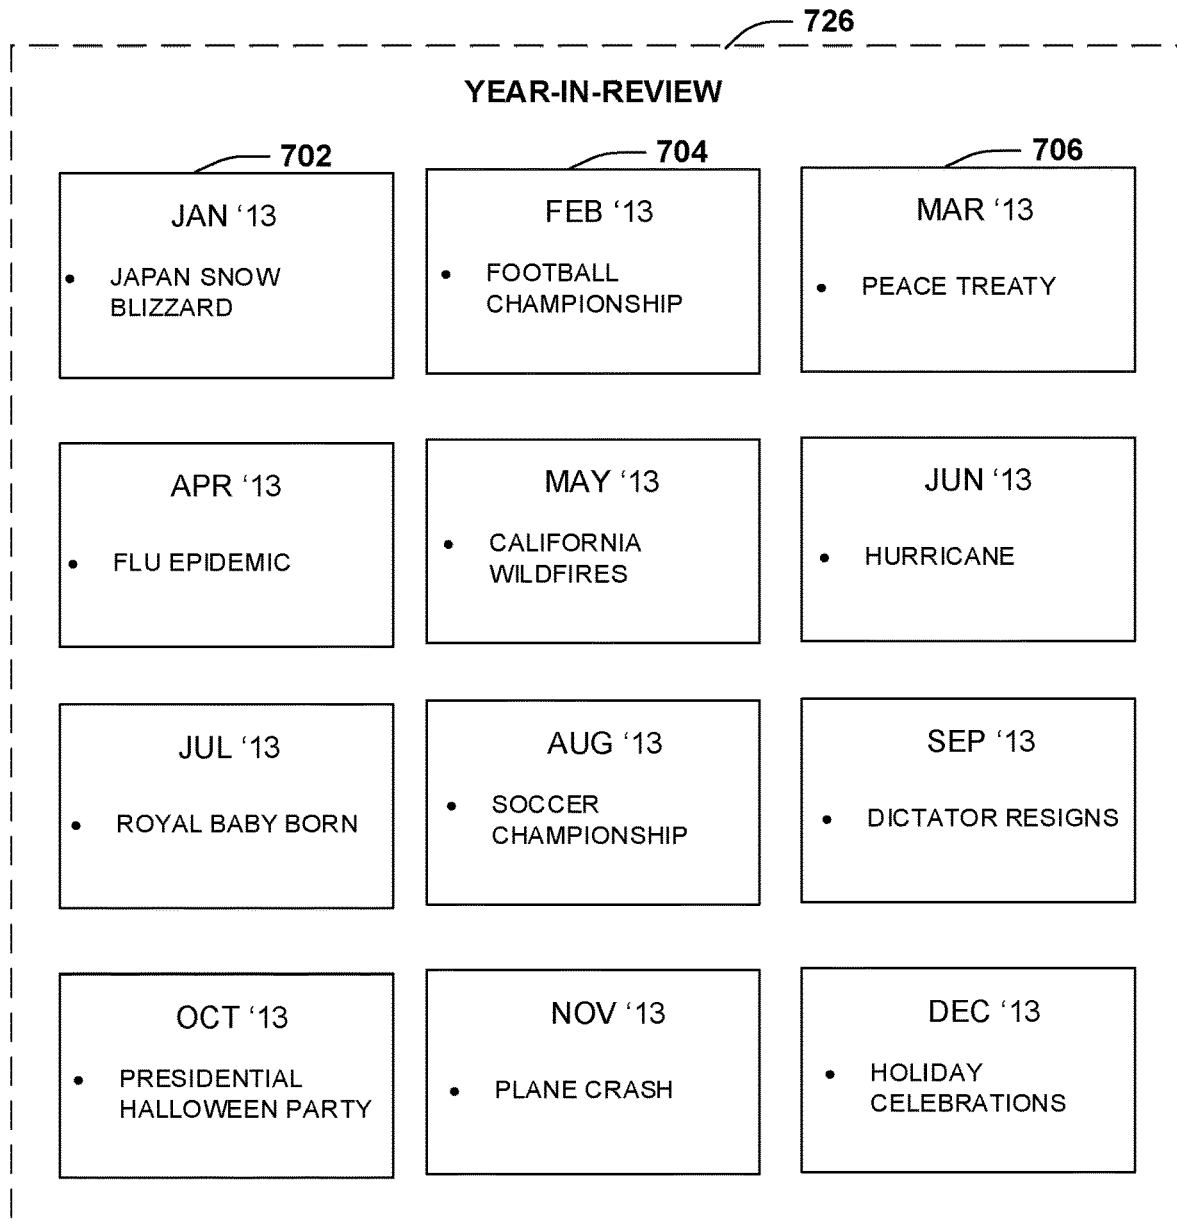 726
YEAR-IN-REVIEW
702
JAN ‘13
• JAPAN SNOW
BLIZZARD
704
FEB ‘13
• FOOTBALL
CHAMPIONSHIP
706
MAR ‘13
• PEACE TREATY
APR ‘13
• FLU EPIDEMIC
MAY ‘13
• CALIFORNIA
WILDFIRES
JUN ‘13
• HURRICANE
JUL ‘13
• ROYAL BABY BORN
AUG ‘13
• SOCCER
CHAMPIONSHIP
SEP ‘13
• DICTATOR RESIGNS
OCT ‘13
• PRESIDENTIAL
HALLOWEEN PARTY
NOV ‘13
• PLANE CRASH
DEC ‘13
• HOLIDAY
CELEBRATIONS